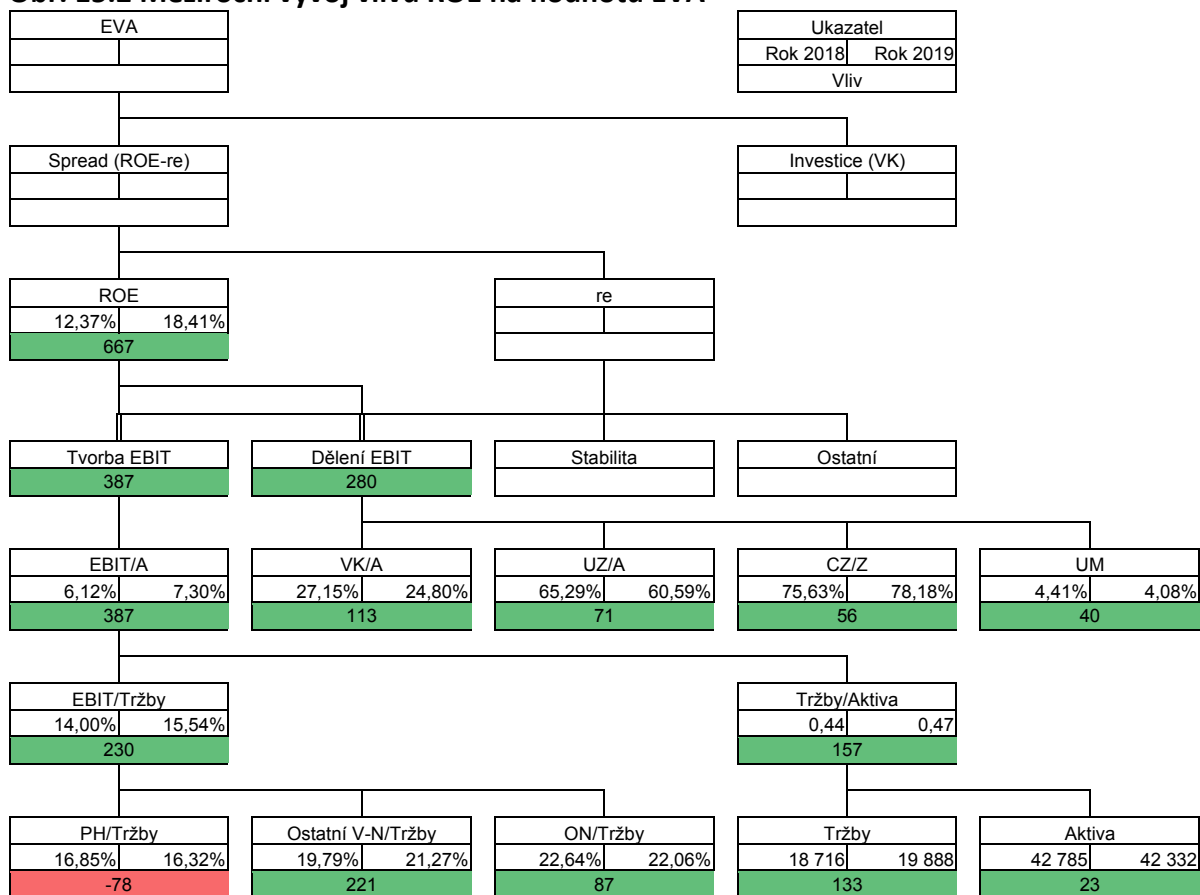 EVA Ukazatel
Rok 2018 Rok 2019
Vliv
Spread (ROE-re) Investice (VK)
ROE re
12,37% 18,41%
667
Tvorba EBIT Dělení EBIT Stabilita Ostatní
387 280
EBIT/A VK/A UZ/A CZ/Z UM
6,12% 7,30% 27,15% 24,80% 65,29% 60,59% 75,63% 78,18% 4,41% 4,08%
387 113 71 56 40
EBIT/Tržby Tržby/Aktiva
14,00% 15,54% 0,44 0,47
230 157
PH/Tržby Ostatní V-N/Tržby ON/Tržby Tržby Aktiva
16,85% 16,32% 19,79% 21,27% 22,64% 22,06% 18 716 19 888 42 785 42 332
-78 221 87 133 23